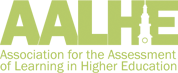 AALHE
Association for the Assessment
of Learning in Higher Education